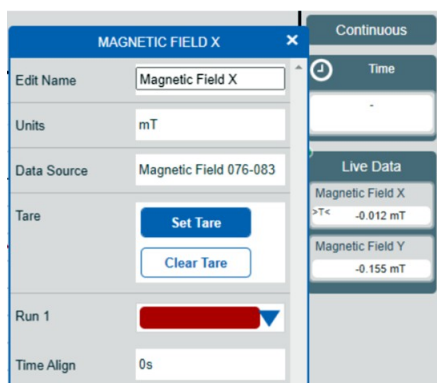 MAGNETIC FIELD X ×
Edit Name Magnetic Field X
Units mT
Data Source Magnetic Field 076-083
Tare Set Tare
Clear Tare
Run 1
Time Align 0s
Continuous
Time
-
Live Data
Magnetic Field X
>T< -0.012 mT
Magnetic Field Y
-0.155 mT